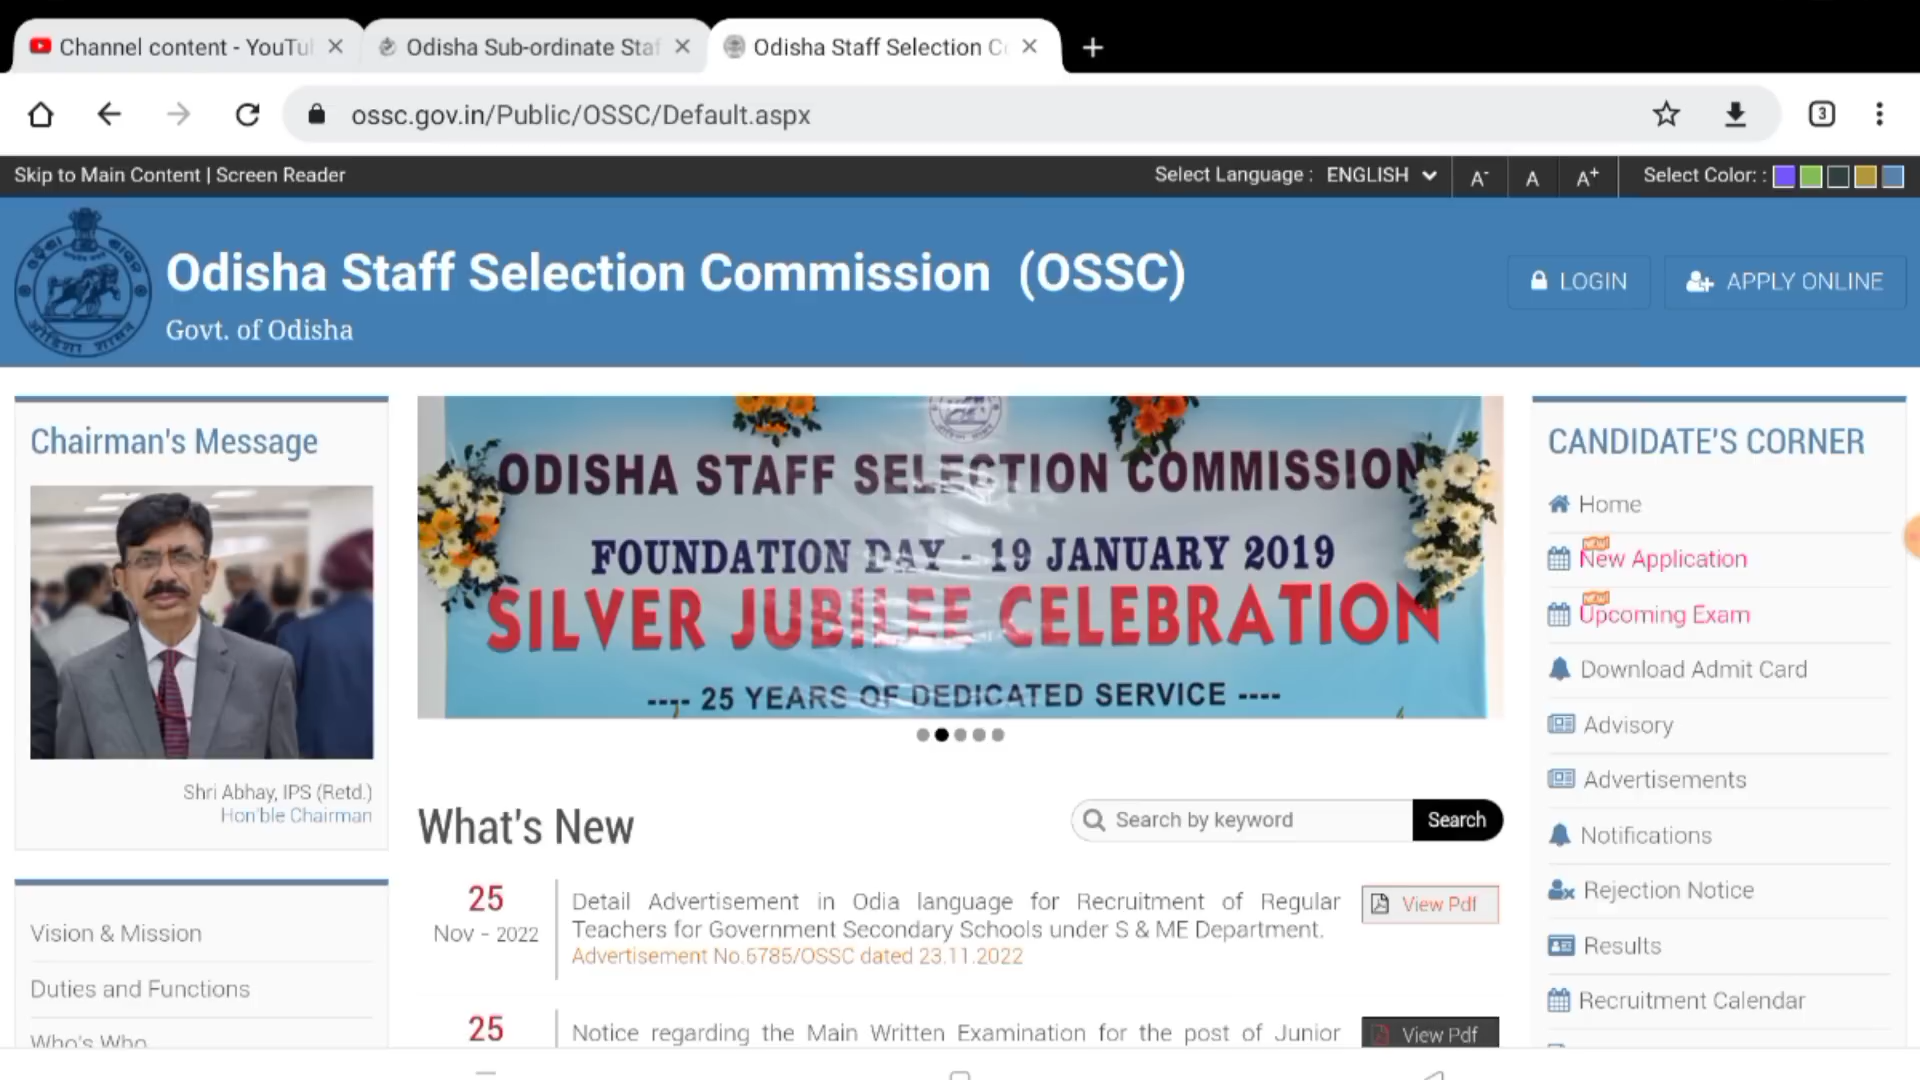 Channel content - YouTu
Odisha Sub-ordinate Staf
Odisha Staff Selection C
ossc.gov.in/Public/OSSC/Default.aspx
3
Skip to Main Content | Screen Reader
Select Language : ENGLISH
A-
A
A+
Select Color: :
Odisha Staff Selection Commission (OSSC)
Govt. of Odisha
LOGIN
APPLY ONLINE
Chairman's Message
Shri Abhay, IPS (Retd.)
Hon'ble Chairman
Vision & Mission
Duties and Functions
Who's Who
ODISHA STAFF SELECTION COMMISSION
FOUNDATION DAY - 19 JANUARY 2019
SILVER JUBILEE CELEBRATION
---- 25 YEARS OF DEDICATED SERVICE ----
What's New
Search by keyword
Search
25
Nov - 2022
Detail Advertisement in Odia language for Recruitment of Regular
Teachers for Government Secondary Schools under S & ME Department.
Advertisement No.6785/OSSC dated 23.11.2022
View Pdf
25
Notice regarding the Main Written Examination for the post of Junior
View Pdf
CANDIDATE'S CORNER
Home
NEW!
New Application
NEW!
Upcoming Exam
Download Admit Card
Advisory
Advertisements
Notifications
Rejection Notice
Results
Recruitment Calendar